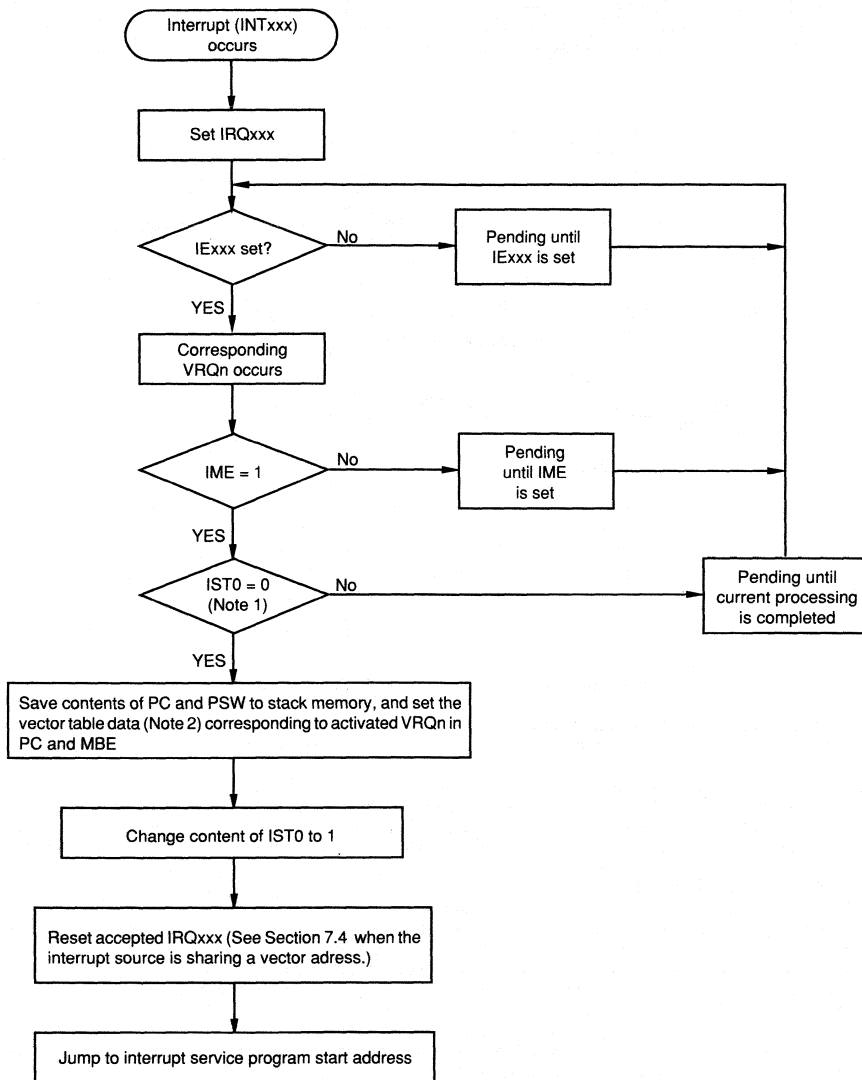 Interrupt (INTxxx)
occurs
Set IRQxxx
IExxx set?
No
Pending until
IExxx is set
YES
Corresponding
VRQn occurs
IME = 1
No
Pending
until IME
is set
YES
IST0 = 0
(Note 1)
No
Pending until
current processing
is completed
YES
Save contents of PC and PSW to stack memory, and set the
vector table data (Note 2) corresponding to activated VRQn in
PC and MBE
Change content of IST0 to 1
Reset accepted IRQxxx (See Section 7.4 when the
interrupt source is sharing a vector adress.)
Jump to interrupt service program start address